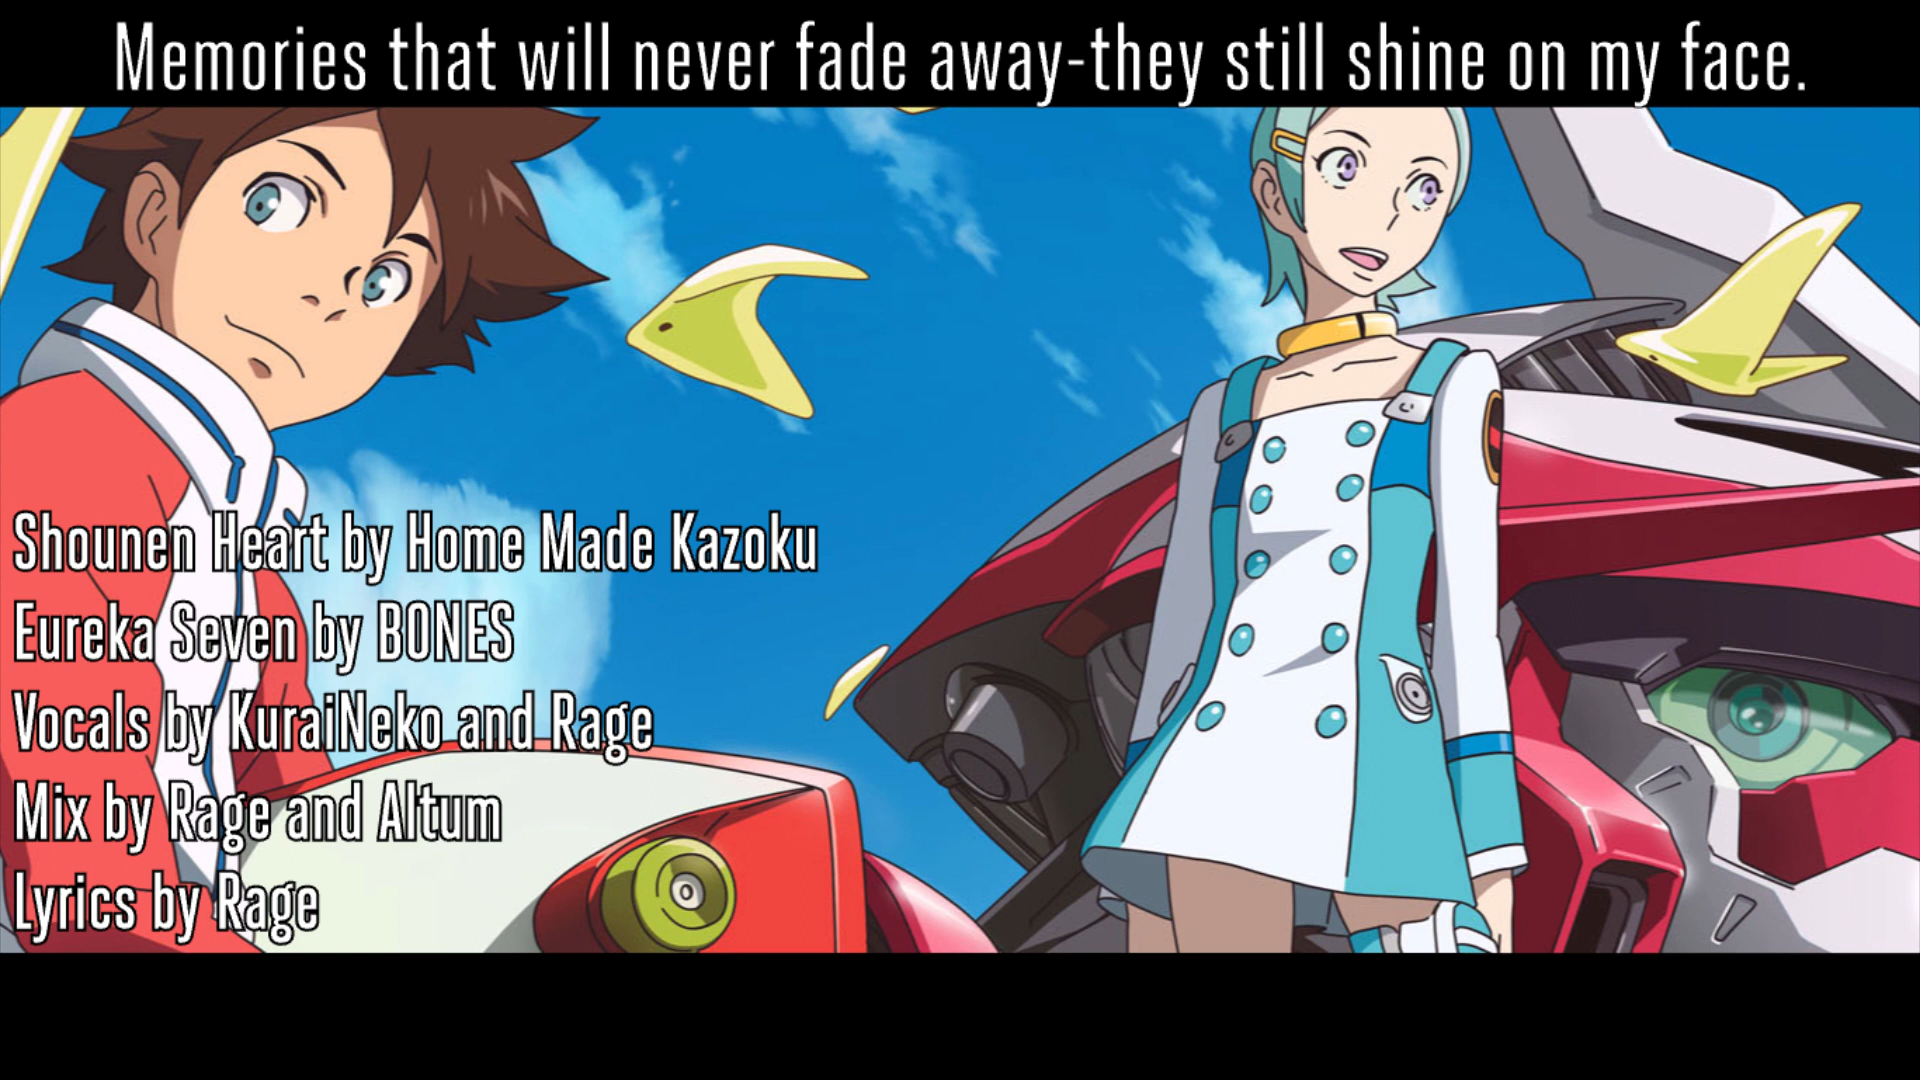 Memories that will never fade away-they still shine on my face.
Shounen Heart by Home Made Kazoku
Eureka Seven by BONES
Vocals by KuraiNeko and Rage
Mix by Rage and Altum
Lyrics by Rage